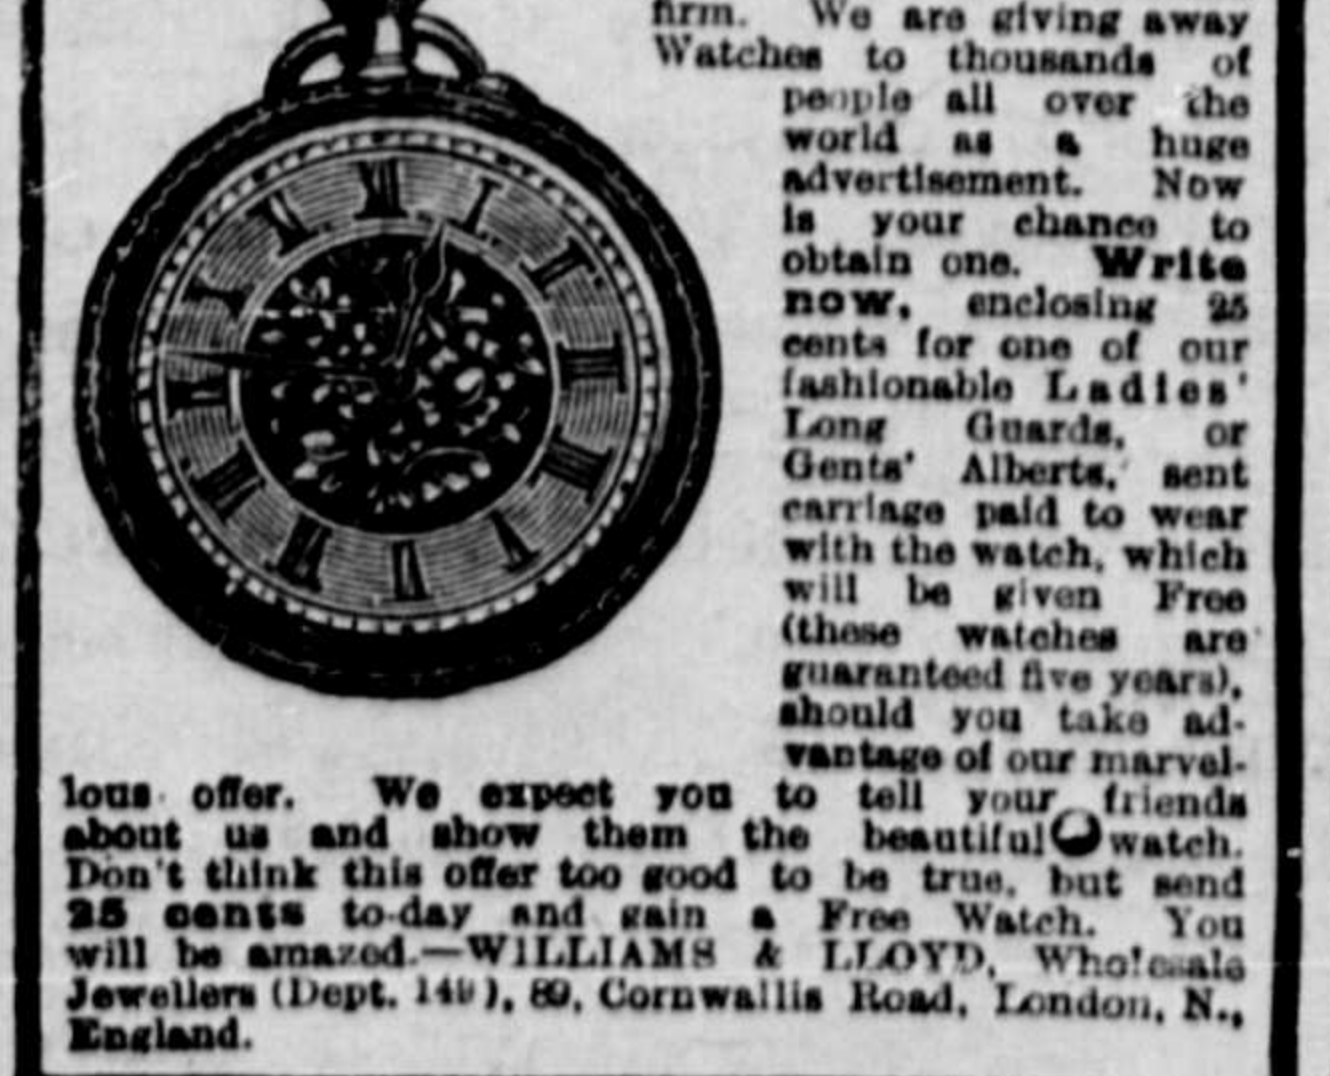 firm. We are giving away
Watches to thousands of
people all over the
world as a huge
advertisement. Now
is your chance to
obtain one. Write
now, enclosing 25
cents for one of our
fashionable Ladies'
Long Guards, or
Gents' Alberts, sent
carriage paid to wear
with the watch, which
will be given Free
(these watches are
guaranteed five years),
should you take ad-
vantage of our marvel-
lous offer. We expect you to tell your friends
about us and show them the beautiful watch.
Don't think this offer too good to be true, but send
25 cents to-day and gain a Free Watch. You
will be amazed.—WILLIAMS & LLOYD, Wholesale
Jewellers (Dept. ), 89, Cornwallis Road, London, N.,
England.
XII
I
II
III